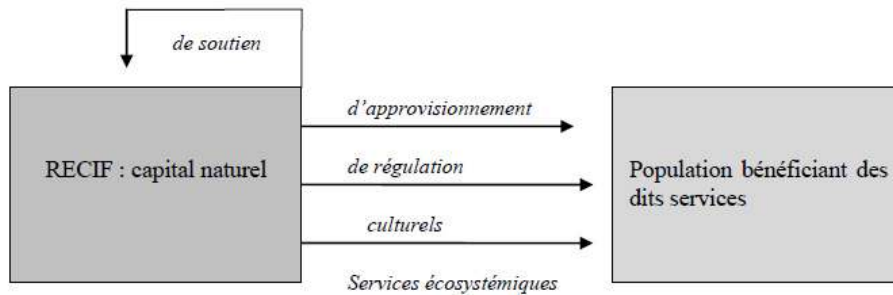 de soutien
d'approvisionnement
RECIF : capital naturel
de régulation
Population bénéficiant des
dits services
culturels
Services écosystémiques